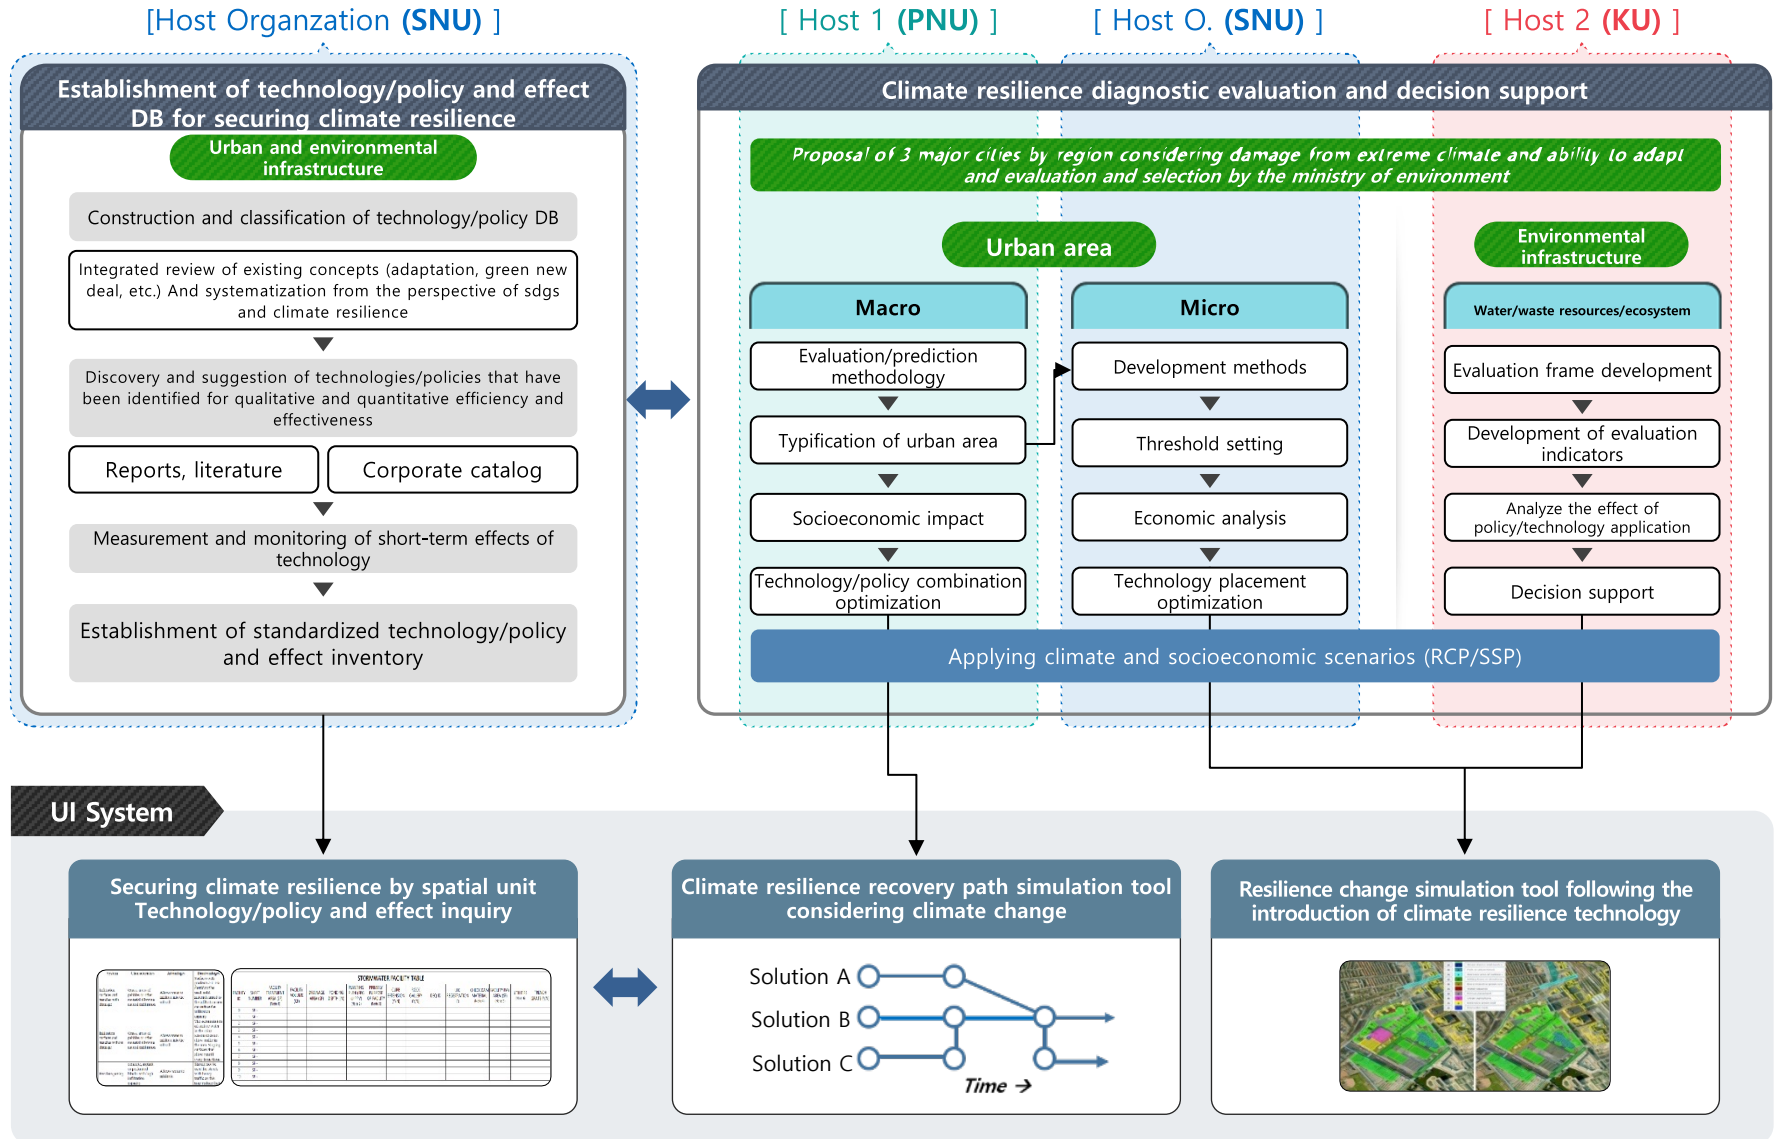 [Host Organzation (SNU) ]
[ Host 1 (PNU) ]
[ Host O. (SNU) ]
[ Host 2 (KU) ]
Establishment of technology/policy and effect
DB for securing climate resilience
Urban and environmental
infrastructure
Construction and classification of technology/policy DB
Integrated review of existing concepts (adaptation, green new
deal, etc.) And systematization from the perspective of sdgs
and climate resilience
Discovery and suggestion of technologies/policies that have
been identified for qualitative and quantitative efficiency and
effectiveness
Reports, literature
Corporate catalog
Measurement and monitoring of short-term effects of
technology
Establishment of standardized technology/policy
and effect inventory
Climate resilience diagnostic evaluation and decision support
Proposal of 3 major cities by region considering damage from extreme climate and ability to adapt
and evaluation and selection by the ministry of environment
Urban area
Environmental
infrastructure
Macro
Evaluation/prediction
methodology
Typification of urban area
Socioeconomic impact
Technology/policy combination
optimization
Micro
Development methods
Threshold setting
Economic analysis
Technology placement
optimization
Water/waste resources/ecosystem
Evaluation frame development
Development of evaluation
indicators
Analyze the effect of
policy/technology application
Decision support
Applying climate and socioeconomic scenarios (RCP/SSP)
UI System
Securing climate resilience by spatial unit
Technology/policy and effect inquiry
STORMWATER FACILITY TABLE
Climate resilience recovery path simulation tool
considering climate change
Solution A
Solution B
Solution C
Time →
Resilience change simulation tool following the
introduction of climate resilience technology